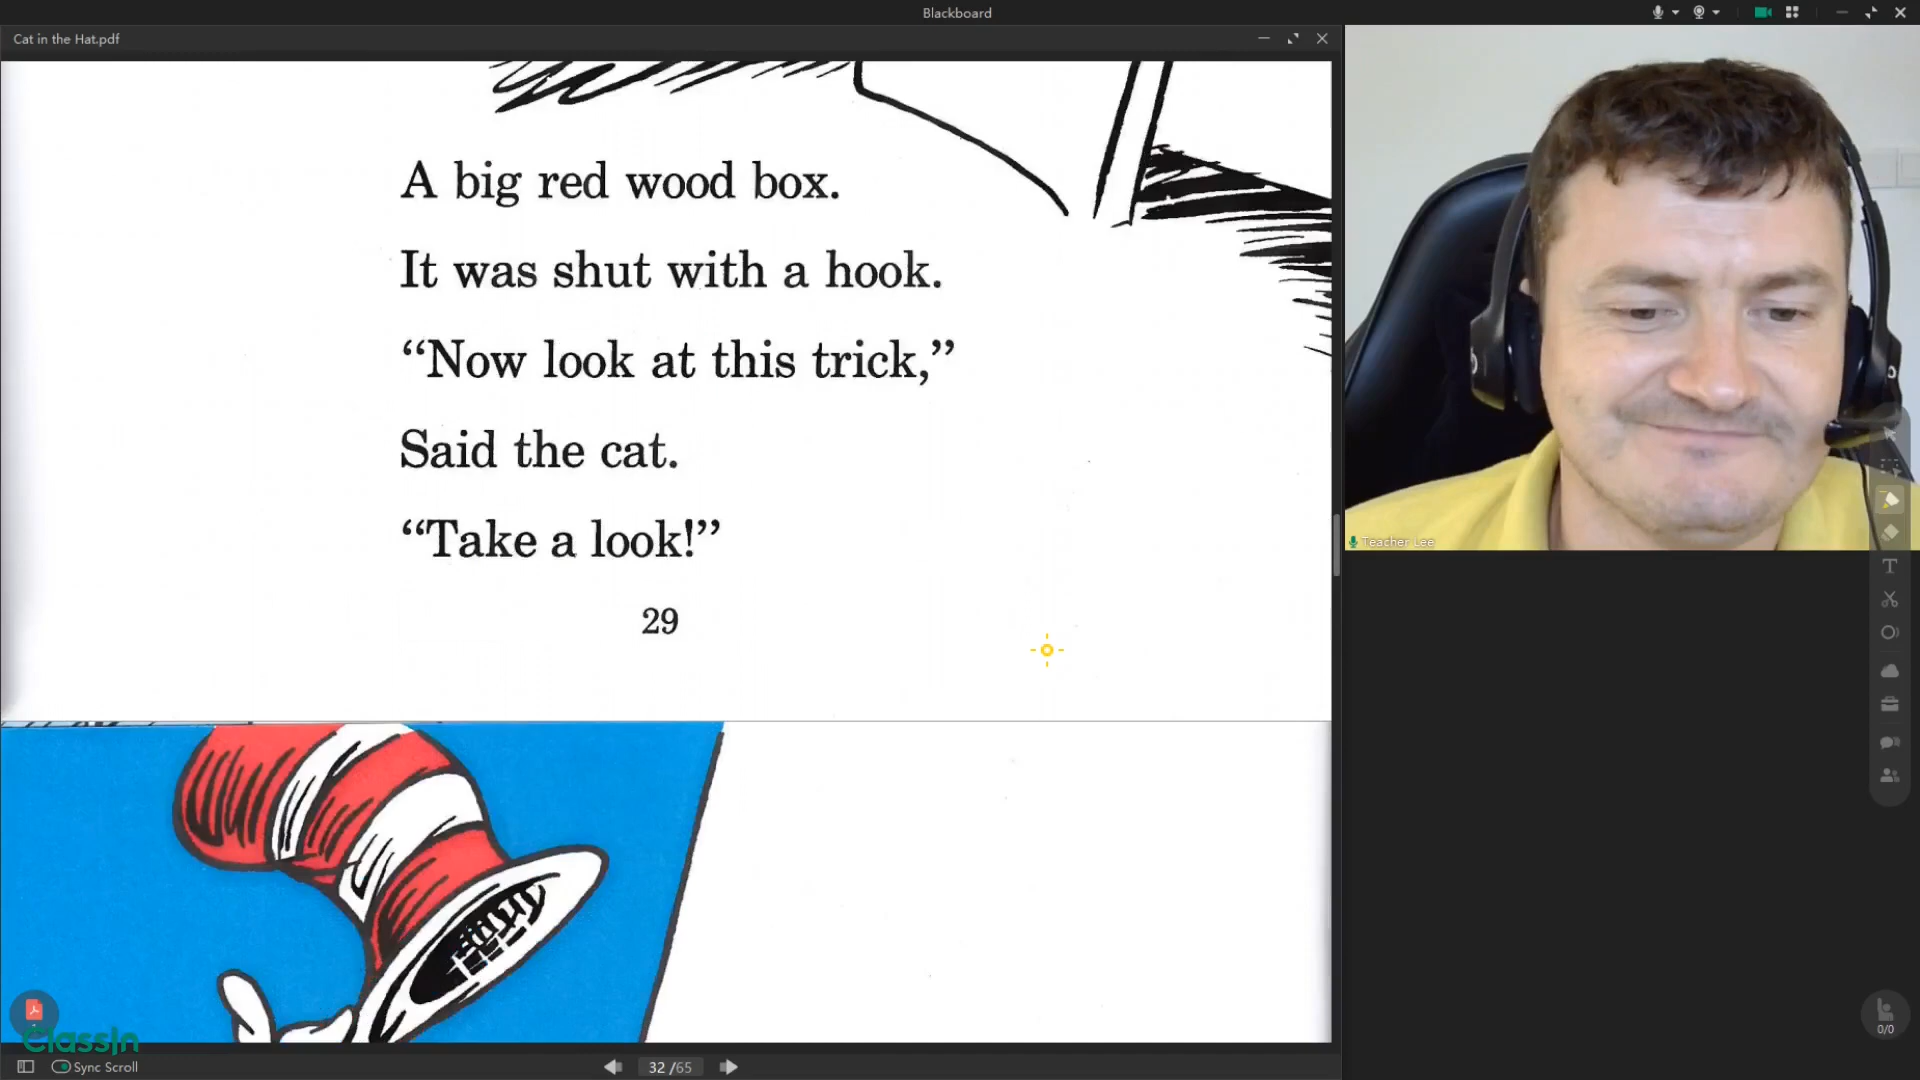 Blackboard
Cat in the Hat.pdf
A big red wood box.
It was shut with a hook.
“Now look at this trick,”
Said the cat.
“Take a look!”
29
Teacher Lee
T
0/0
ClassIn
Sync Scroll
32 /65